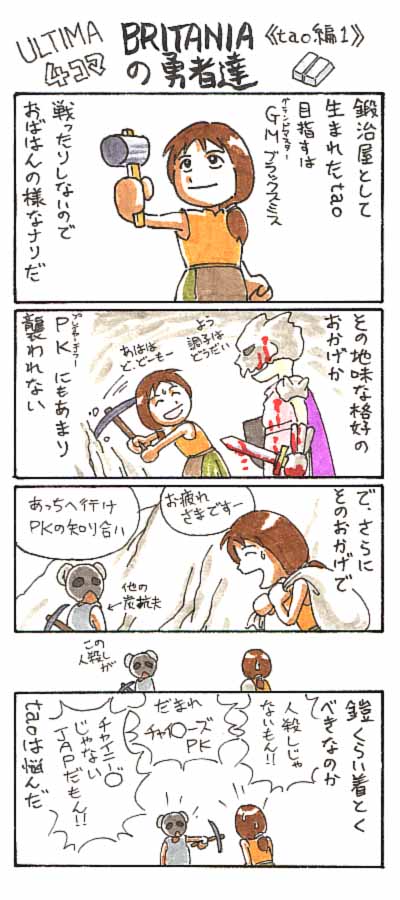 ULTIMA
4コマ
BRITANIA
の勇者達
《tao編1》
鍛冶屋として
生まれたtao
目指すは
グランドマスター
GMブラックスミス
戦ったりしないので
おばはんの様なナリだ
その地味な格好の
おかげか
よう
調子は
どうだい
あはは
ど、どもー
プレイヤーキラー
PKにもあまり
襲われない
で、さらに
そのおかげで
お疲れ
さまですー
あっちへ行け
PKの知り合い
他の
炭抗夫
この
人殺しが
鎧くらい着とく
べきなのか
人殺しじゃ
ないもん!!
だまれ
チャイ○ーズ
PK
チャイニー○
じゃない
JAPだもん!!
taoは悩んだ